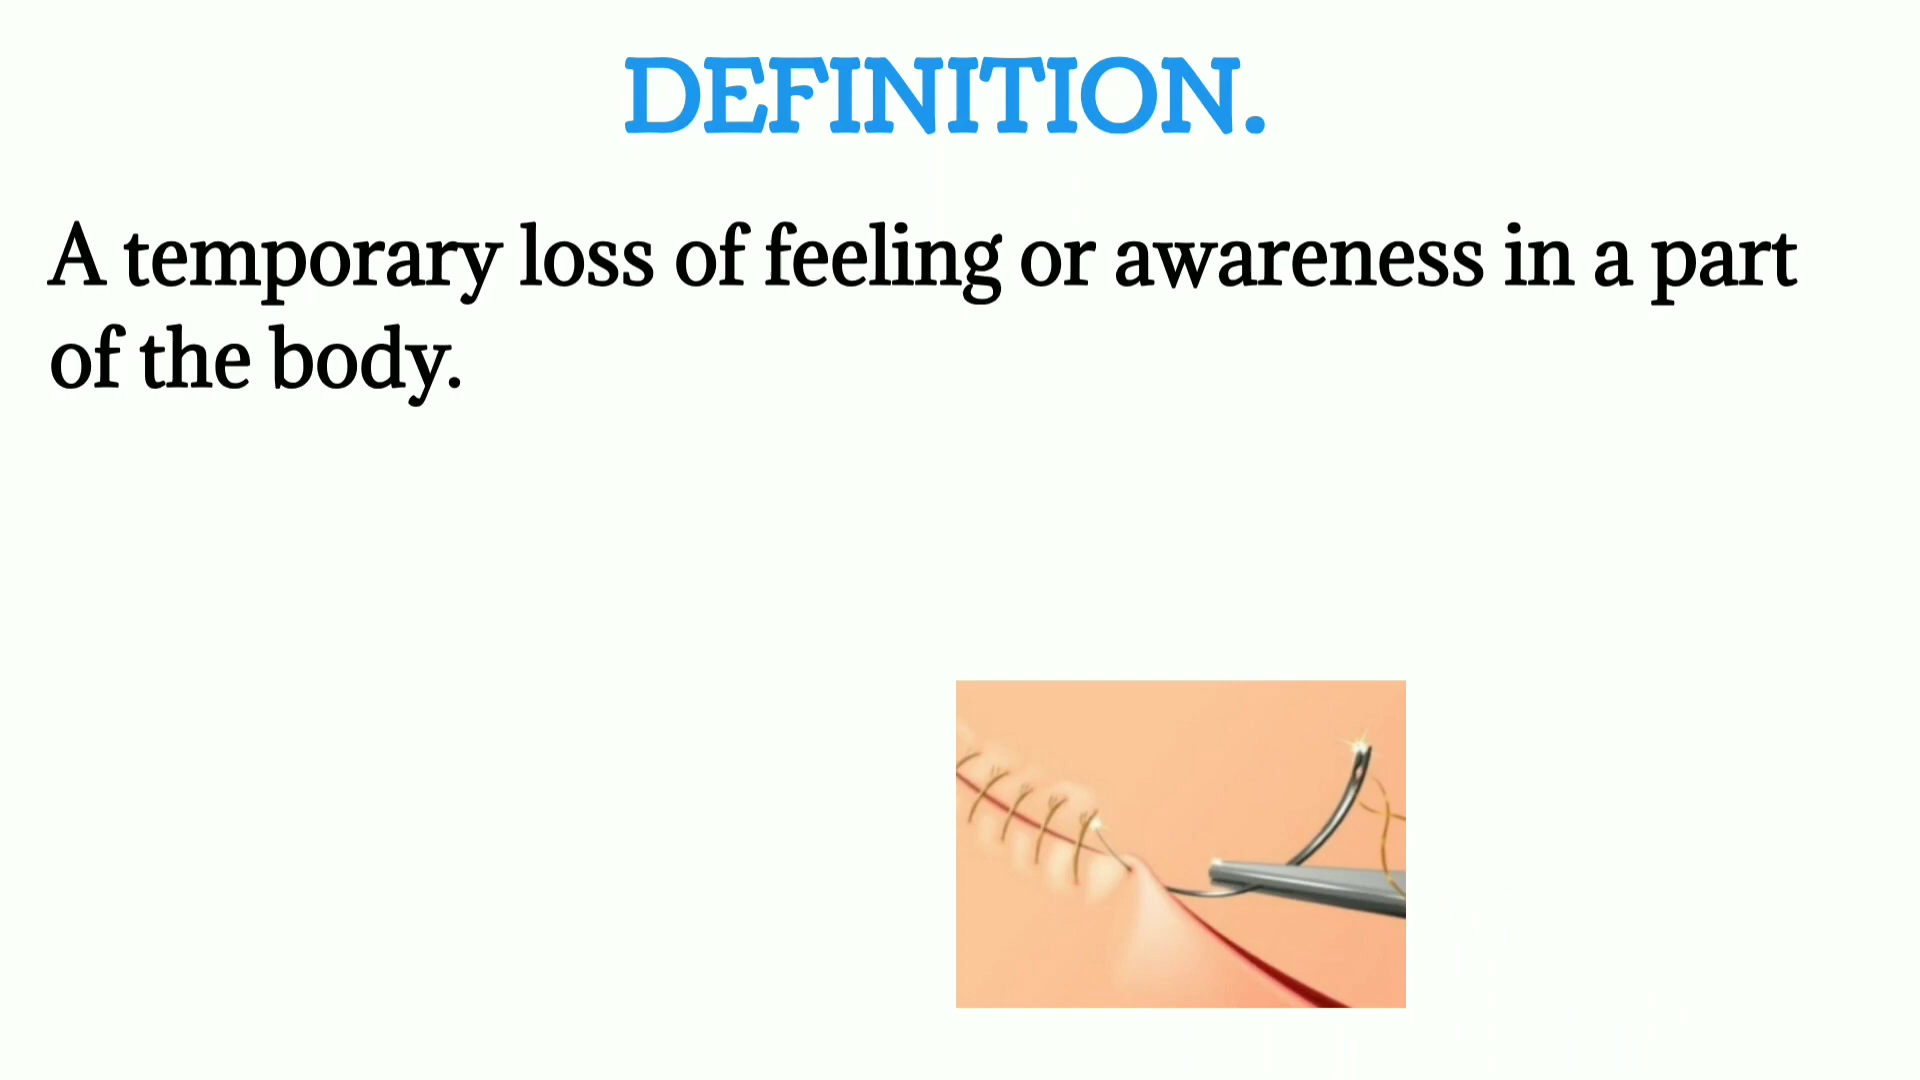 DEFINITION.
A temporary loss of feeling or awareness in a part
of the body.